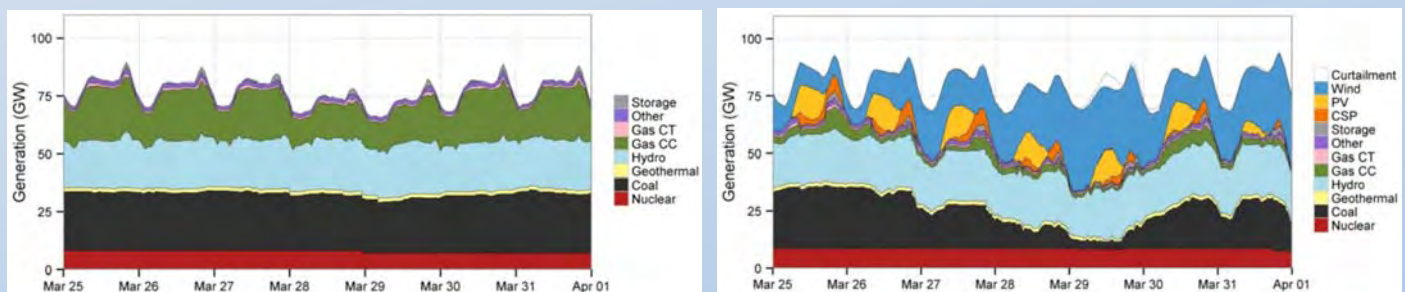 Generation (GW)
100
75
50
25
0
Mar 25 Mar 26 Mar 27 Mar 28 Mar 29 Mar 30 Mar 31 Apr 01
Storage
Other
Gas CT
Gas CC
Hydro
Geothermal
Coal
Nuclear
Generation (GW)
100
75
50
25
0
Mar 25 Mar 26 Mar 27 Mar 28 Mar 29 Mar 30 Mar 31 Apr 01
Curtailment
Wind
PV
CSP
Storage
Other
Gas CT
Gas CC
Hydro
Geothermal
Coal
Nuclear